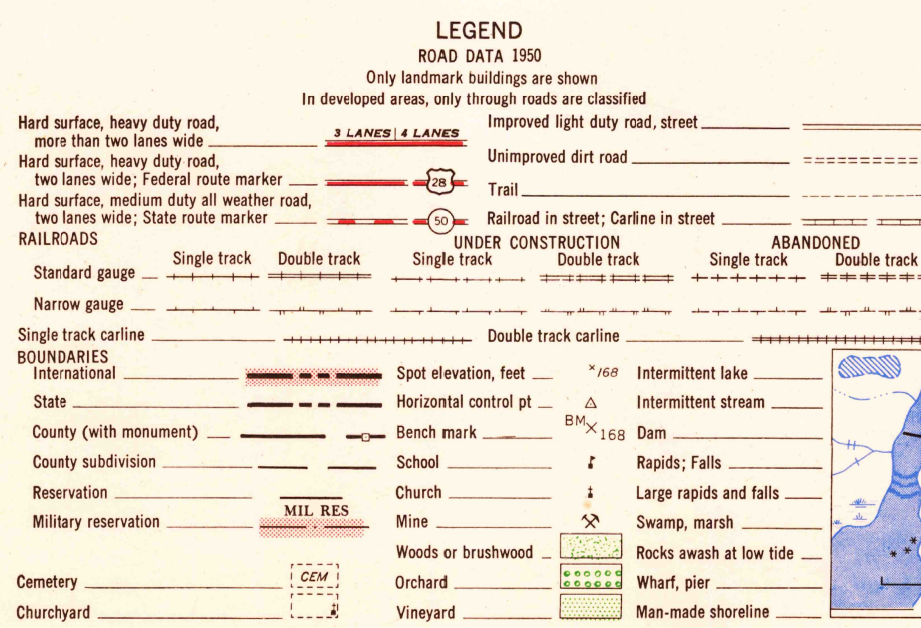 LEGEND
ROAD DATA 1950
Only landmark buildings are shown
In developed areas, only through roads are classified
Hard surface, heavy duty road,
more than two lanes wide
3 LANES | 4 LANES
Hard surface, heavy duty road,
two lanes wide; Federal route marker
28
Hard surface, medium duty all weather road,
two lanes wide; State route marker
50
Improved light duty road, street
Unimproved dirt road
Trail
Railroad in street; Carline in street
RAILROADS
UNDER CONSTRUCTION
ABANDONED
Single track Double track Single track Double track Single track Double track
Standard gauge
Narrow gauge
Single track carline
Double track carline
BOUNDARIES
International
State
County (with monument)
County subdivision
Reservation
MIL RES
Military reservation
Cemetery
CEM
Churchyard
Spot elevation, feet
×168
Horizontal control pt
Bench mark
BM × 168
School
Church
Mine
Woods or brushwood
Orchard
Vineyard
Intermittent lake
Intermittent stream
Dam
Rapids; Falls
Large rapids and falls
Swamp, marsh
Rocks awash at low tide
Wharf, pier
Man-made shoreline